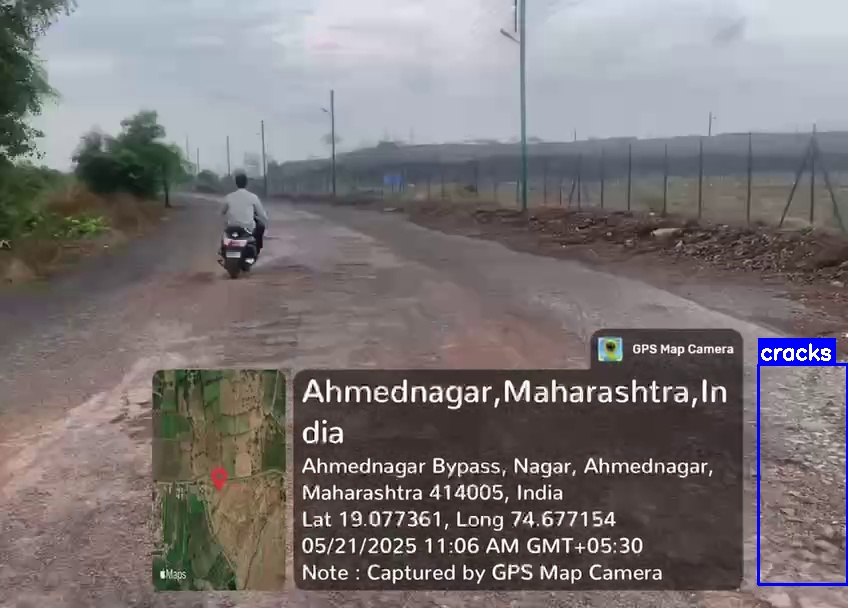 GPS Map Camera
cracks
Ahmednagar,Maharashtra,In
dia
Ahmednagar Bypass, Nagar, Ahmednagar,
Maharashtra 414005, India
Lat 19.077361, Long 74.677154
05/21/2025 11:06 AM GMT+05:30
Note : Captured by GPS Map Camera
Maps